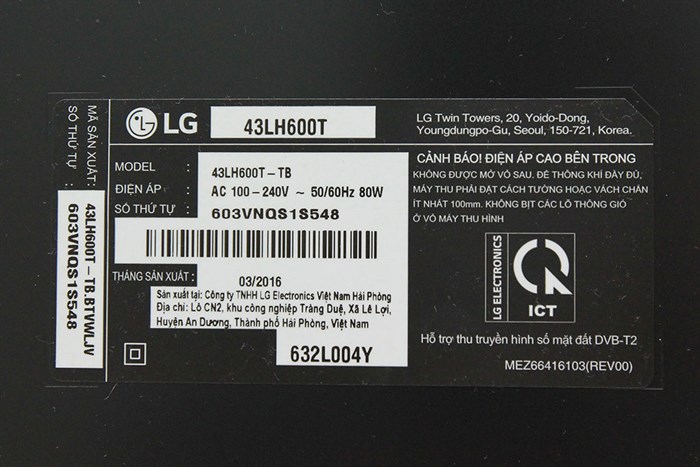 MÃ SẢN XUẤT: 43LH600T-TB.BTVWLJV
SỐ THỨ TỰ : 603VNQS1S548
LG
43LH600T
LG Twin Towers, 20, Yoido-Dong,
Youngdungpo-Gu, Seoul, 150-721, Korea.
MODEL : 43LH600T-TB
ĐIỆN ÁP : AC 100-240V ~ 50/60Hz 80W
SỐ THỨ TỰ : 603VNQS1S548
THÁNG SẢN XUẤT : 03/2016
Sản xuất tại: Công ty TNHH LG Electronics Việt Nam Hải Phòng
Địa chỉ: Lô CN2, khu công nghiệp Tràng Duệ, Xã Lê Lợi,
Huyện An Dương, Thành phố Hải Phòng, Việt Nam
632L004Y
CẢNH BÁO! ĐIỆN ÁP CAO BÊN TRONG
KHÔNG ĐƯỢC MỞ VỎ SAU. ĐỂ THÔNG KHÍ ĐẦY ĐỦ,
MÁY THU PHẢI ĐẶT CÁCH TƯỜNG HOẶC VÁCH CHẮN
ÍT NHẤT 100mm. KHÔNG BỊT CÁC LỖ THÔNG GIÓ
Ở VỎ MÁY THU HÌNH
LG ELECTRONICS
ICT
Hỗ trợ thu truyền hình số mặt đất DVB-T2
MEZ66416103(REV00)